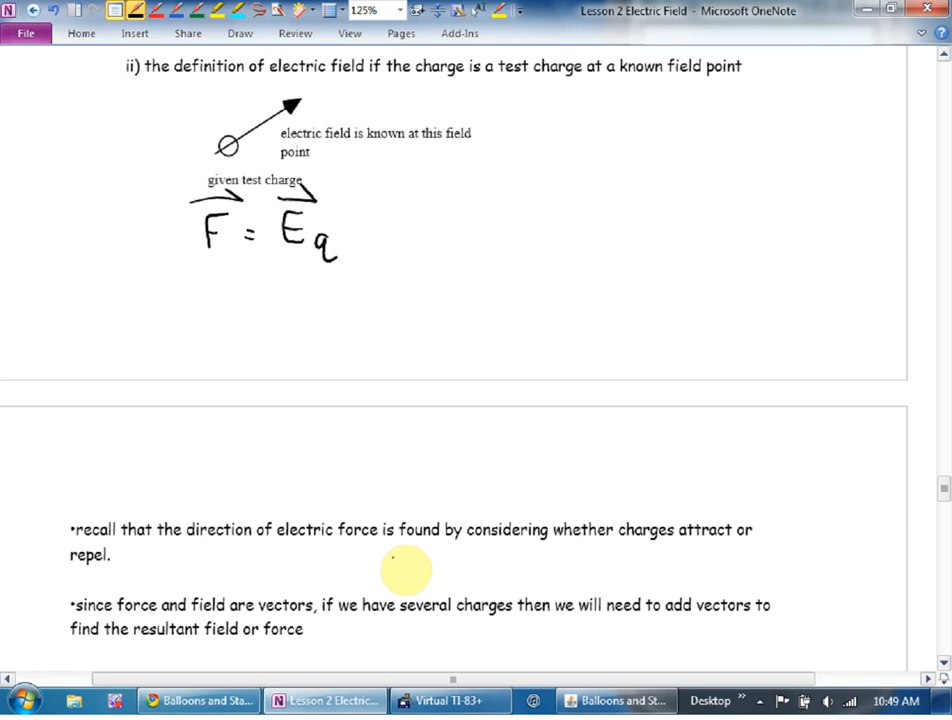 125%
Lesson 2 Electric Field - Microsoft OneNote
File Home Insert Share Draw Review View Pages Add-Ins
ii) the definition of electric field if the charge is a test charge at a known field point
electric field is known at this field
point
given test charge
F = E q
•recall that the direction of electric force is found by considering whether charges attract or
repel.
•since force and field are vectors, if we have several charges then we will need to add vectors to
find the resultant field or force
Balloons and Sta... Lesson 2 Electric... Virtual TI-83+ Balloons and St... Desktop 10:49 AM